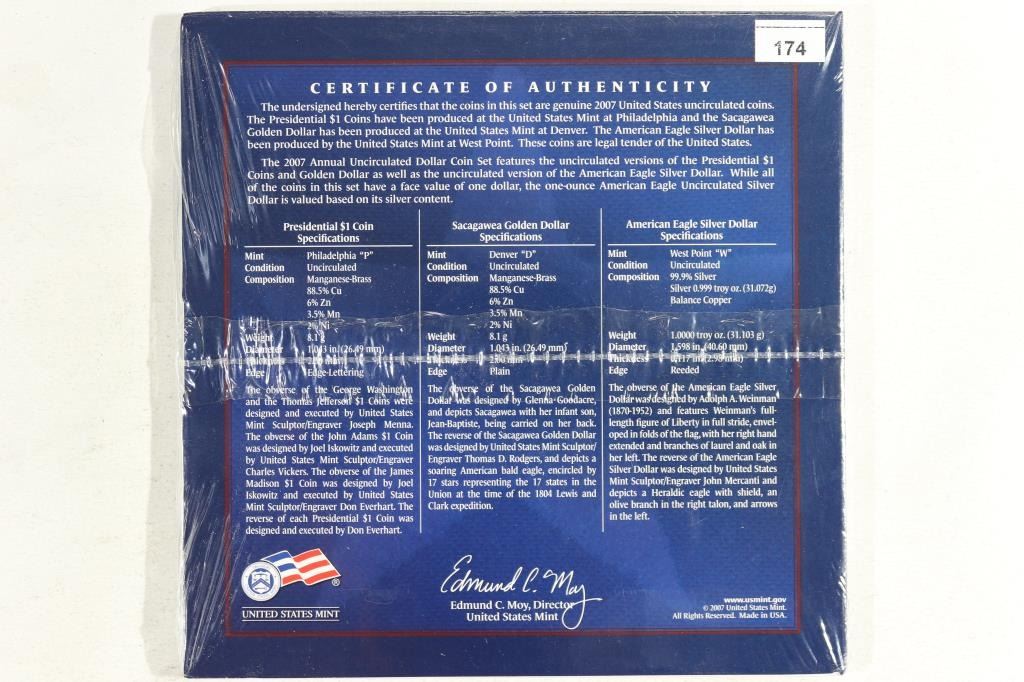 174
CERTIFICATE OF AUTHENTICITY
The undersigned hereby certifies that the coins in this set are genuine 2007 United States uncirculated coins.
The Presidential $1 Coins have been produced at the United States Mint at Philadelphia and the Sacagawea
Golden Dollar has been produced at the United States Mint at Denver. The American Eagle Silver Dollar has
been produced by the United States Mint at West Point. These coins are legal tender of the United States.
The 2007 Annual Uncirculated Dollar Coin Set features the uncirculated versions of the Presidential $1
Coins and Golden Dollar as well as the uncirculated version of the American Eagle Silver Dollar. While all
of the coins in this set have a face value of one dollar, the one-ounce American Eagle Uncirculated Silver
Dollar is valued based on its silver content.
Presidential $1 Coin
Specifications
Mint Philadelphia "P"
Condition Uncirculated
Composition Manganese-Brass
88.5% Cu
6% Zn
3.5% Mn
2% Ni
Weight 8.1 g
Diameter 1.043 in. (26.49 mm)
Edge Edge-Lettering
The obverse of the George Washington
and the Thomas Jefferson $1 Coins were
designed and executed by United States
Mint Sculptor/Engraver Joseph Menna.
The obverse of the John Adams $1 Coin
was designed by Joel Iskowitz and executed
by United States Mint Sculptor/Engraver
Charles Vickers. The obverse of the James
Madison $1 Coin was designed by Joel
Iskowitz and executed by United States
Mint Sculptor/Engraver Don Everhart. The
reverse of each Presidential $1 Coin was
designed and executed by Don Everhart.
Sacagawea Golden Dollar
Specifications
Mint Denver "D"
Condition Uncirculated
Composition Manganese-Brass
88.5% Cu
6% Zn
3.5% Mn
2% Ni
Weight 8.1 g
Diameter 1.043 in. (26.49 mm)
Edge Plain
The obverse of the Sacagawea Golden
Dollar was designed by Glenna Goodacre,
and depicts Sacagawea with her infant son,
Jean-Baptiste, being carried on her back.
The reverse of the Sacagawea Golden Dollar
was designed by United States Mint Sculptor/
Engraver Thomas D. Rodgers, and depicts a
soaring American bald eagle, encircled by
17 stars representing the 17 states in the
Union at the time of the 1804 Lewis and
Clark expedition.
American Eagle Silver Dollar
Specifications
Mint West Point "W"
Condition Uncirculated
Composition 99.9% Silver
Silver 0.999 troy oz. (31.072g)
Balance Copper
Weight 1.0000 troy oz. (31.103 g)
Diameter 1.598 in. (40.60 mm)
Thickness 0.117 in. (2.98 mm)
Edge Reeded
The obverse of the American Eagle Silver
Dollar was designed by Adolph A. Weinman
(1870-1952) and features Weinman's full-
length figure of Liberty in full stride, envel-
oped in folds of the flag, with her right hand
extended and branches of laurel and oak in
her left. The reverse of the American Eagle
Silver Dollar was designed by United States
Mint Sculptor/Engraver John Mercanti and
depicts a Heraldic eagle with shield, an
olive branch in the right talon, and arrows
in the left.
UNITED STATES MINT
Edmund C. Moy
Edmund C. Moy, Director
United States Mint
www.usmint.gov
© 2007 United States Mint.
All Rights Reserved. Made in USA.